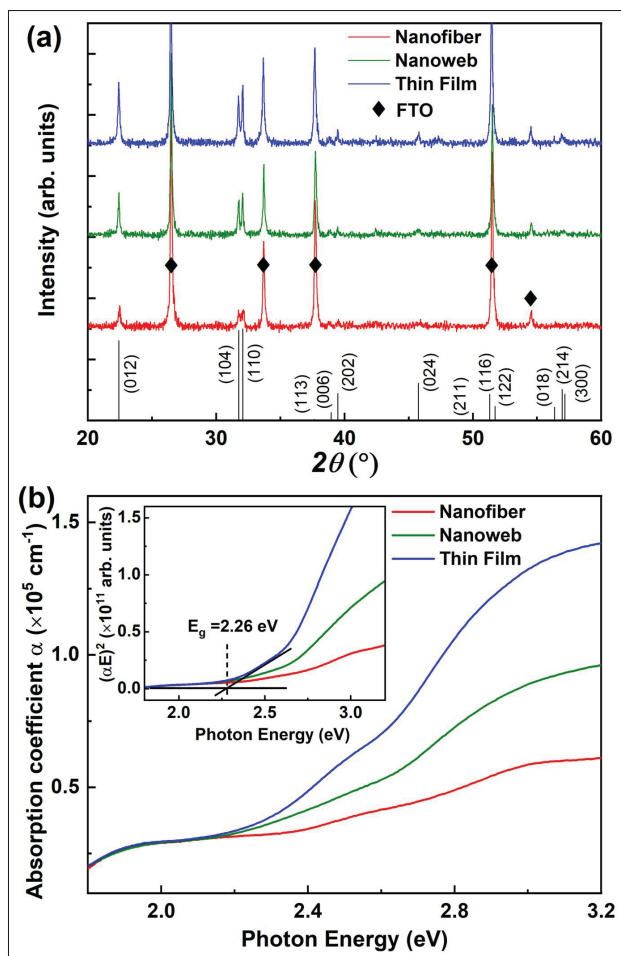 (a)
Nanofiber
Nanoweb
Thin Film
FTO
Intensity (arb. units)
(012)
(104)
(110)
(113)
(006)
(202)
(024)
(211)
(116)
(122)
(018)
(214)
(300)
20 30 40 50 60
2θ (°)
(b)
Nanofiber
Nanoweb
Thin Film
Absorption coefficient α (×10⁵ cm⁻¹)
1.5
1.0
0.5
(αE)² (×10¹¹ arb. units)
1.5
1.0
0.5
0.0
E_g =2.26 eV
2.0 2.5 3.0
Photon Energy (eV)
2.0 2.4 2.8 3.2
Photon Energy (eV)